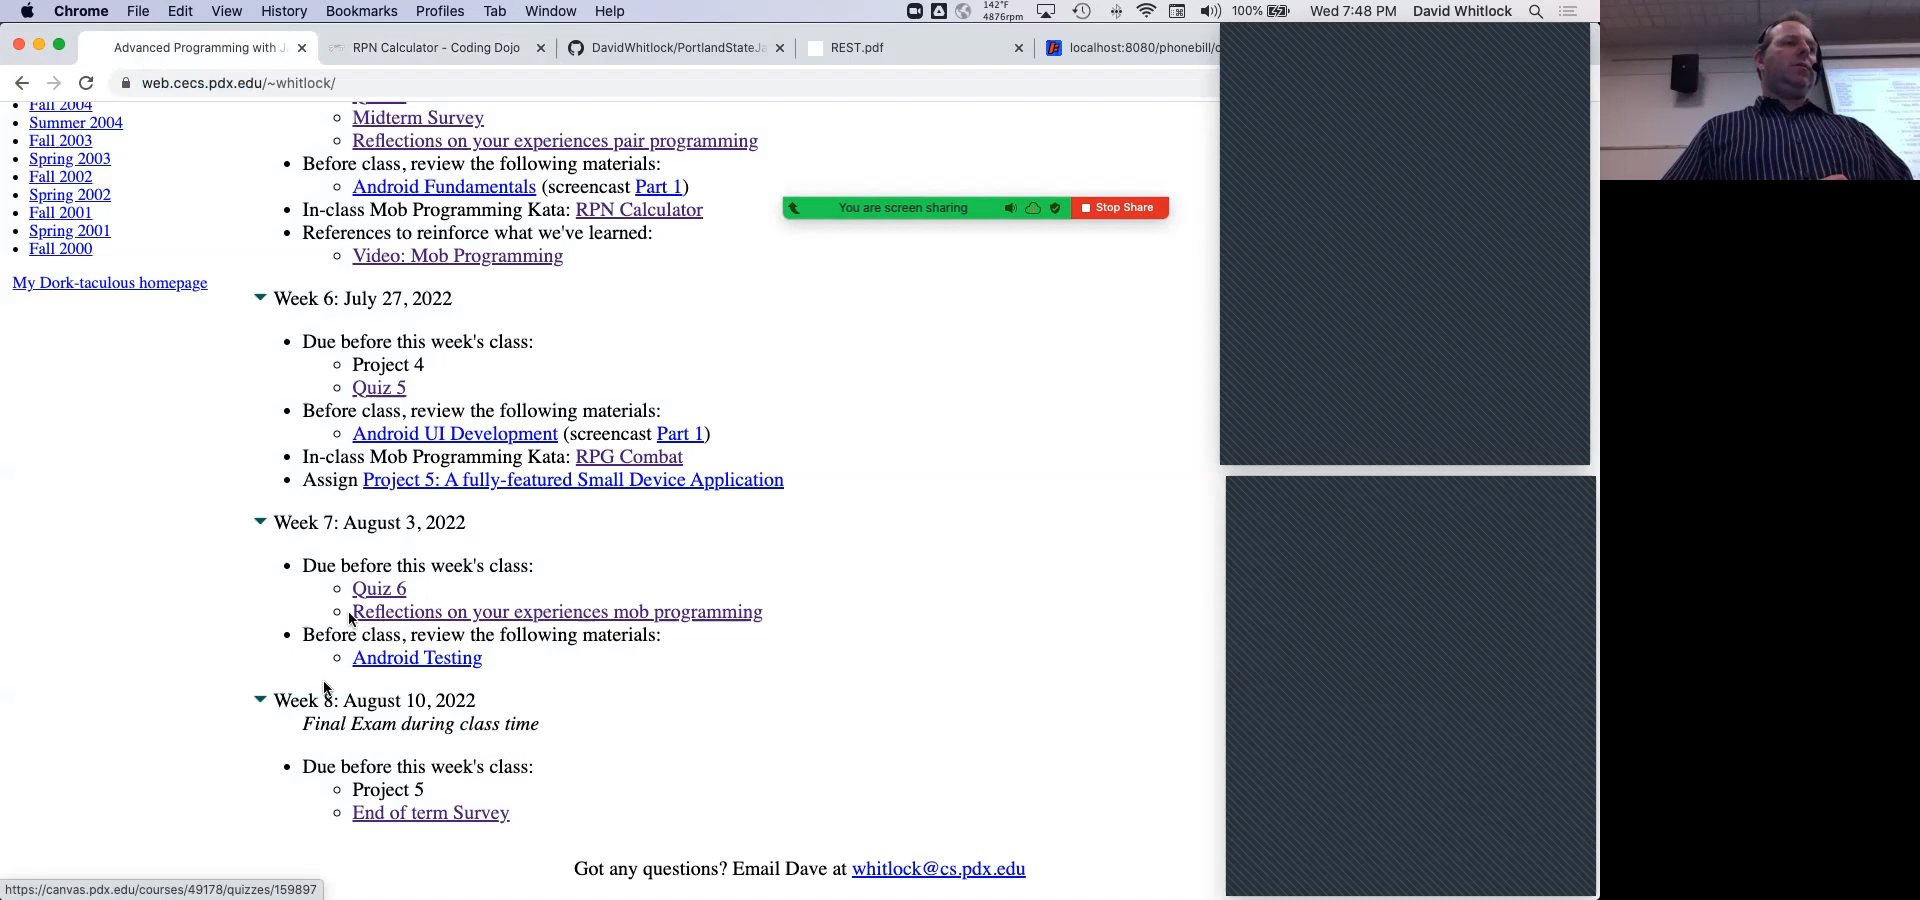 Chrome File Edit View History Bookmarks Profiles Tab Window Help 142°F 4876rpm 100% Wed 7:48 PM David Whitlock
Advanced Programming with J
RPN Calculator - Coding Dojo
DavidWhitlock/PortlandStateJa
REST.pdf
localhost:8080/phonebill/c
web.cecs.pdx.edu/~whitlock/
Fall 2004
Summer 2004
Fall 2003
Spring 2003
Fall 2002
Spring 2002
Fall 2001
Spring 2001
Fall 2000
My Dork-taculous homepage
Midterm Survey
Reflections on your experiences pair programming
Before class, review the following materials:
Android Fundamentals (screencast Part 1)
In-class Mob Programming Kata: RPN Calculator
References to reinforce what we've learned:
Video: Mob Programming
You are screen sharing
Stop Share
Week 6: July 27, 2022
Due before this week's class:
Project 4
Quiz 5
Before class, review the following materials:
Android UI Development (screencast Part 1)
In-class Mob Programming Kata: RPG Combat
Assign Project 5: A fully-featured Small Device Application
Week 7: August 3, 2022
Due before this week's class:
Quiz 6
Reflections on your experiences mob programming
Before class, review the following materials:
Android Testing
Week 8: August 10, 2022
Final Exam during class time
Due before this week's class:
Project 5
End of term Survey
Got any questions? Email Dave at whitlock@cs.pdx.edu
https://canvas.pdx.edu/courses/49178/quizzes/159897